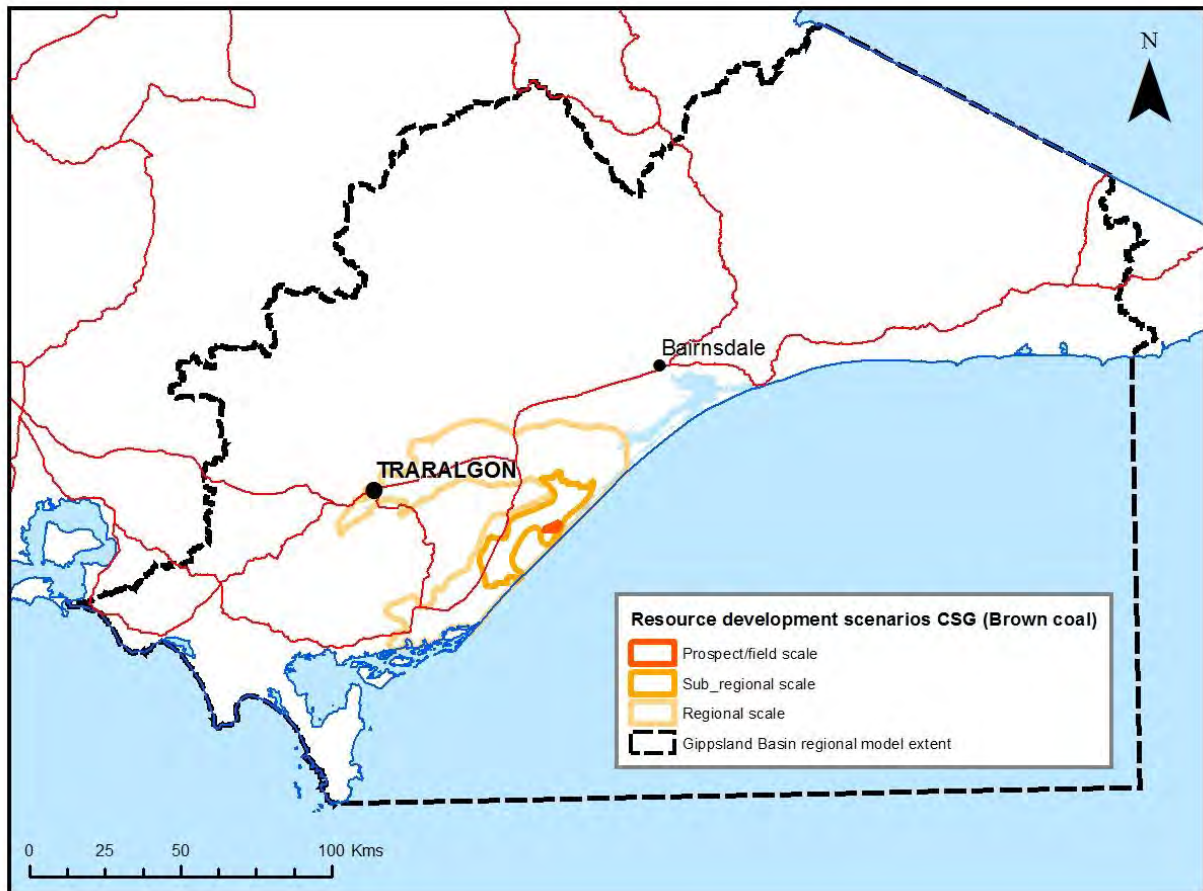 N
Bairnsdale
TRARALGON
Resource development scenarios CSG (Brown coal)
Prospect/field scale
Sub_regional scale
Regional scale
Gippsland Basin regional model extent
0 25 50 100 Kms